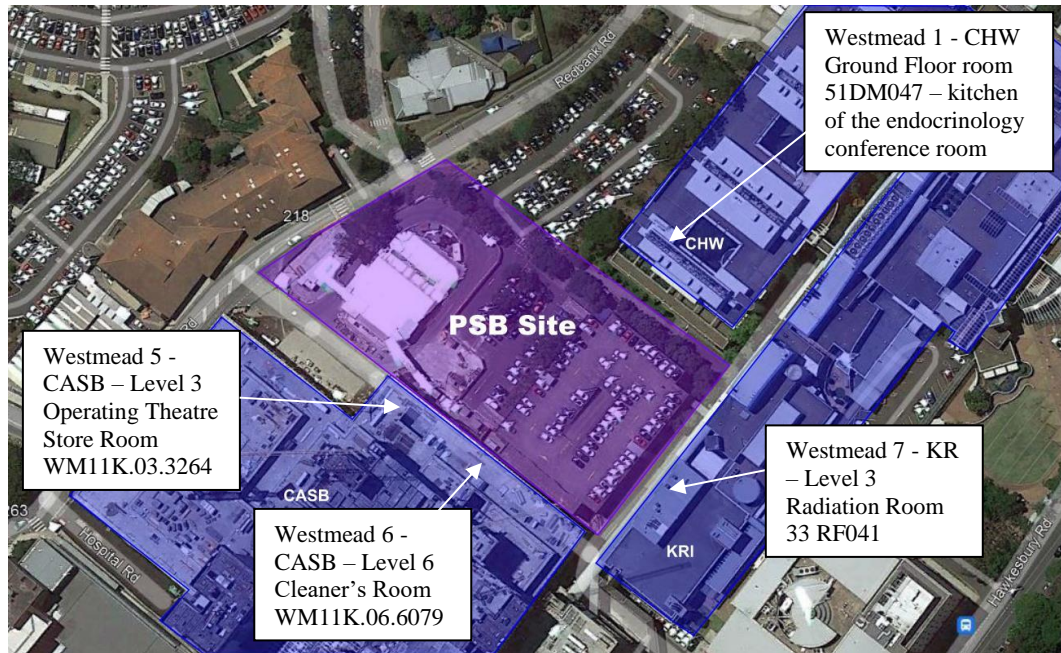 Westmead 1 - CHW
Ground Floor room
51DM047 – kitchen
of the endocrinology
conference room
Redbank Rd
218
CHW
PSB Site
Rd
Westmead 5 -
CASB – Level 3
Operating Theatre
Store Room
WM11K.03.3264
CASB
263
Hospital Rd
Westmead 6 -
CASB – Level 6
Cleaner's Room
WM11K.06.6079
Westmead 7 - KR
– Level 3
Radiation Room
33 RF041
KRI
Hawkesbury Rd